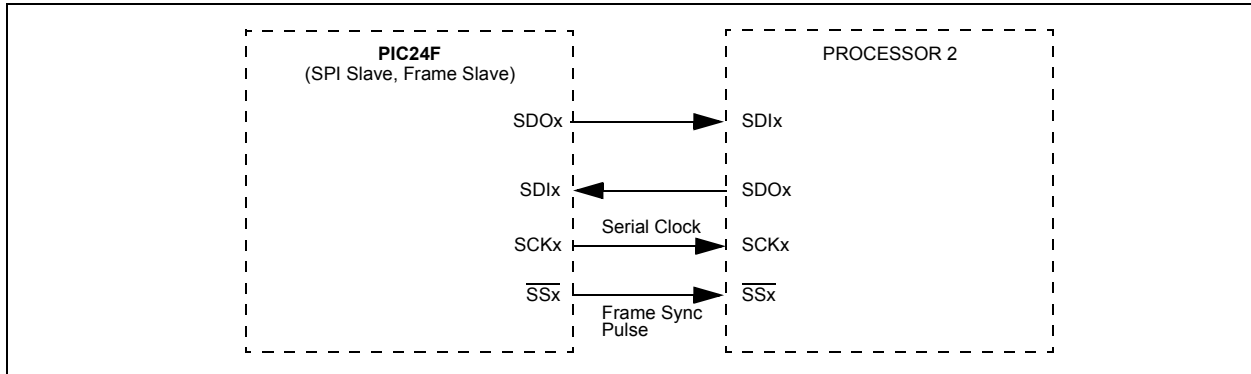 PIC24F
(SPI Slave, Frame Slave)
PROCESSOR 2
SDOx
SDIx
SDIx
SDOx
Serial Clock
SCKx
SCKx
SSx
SSx
Frame Sync
Pulse